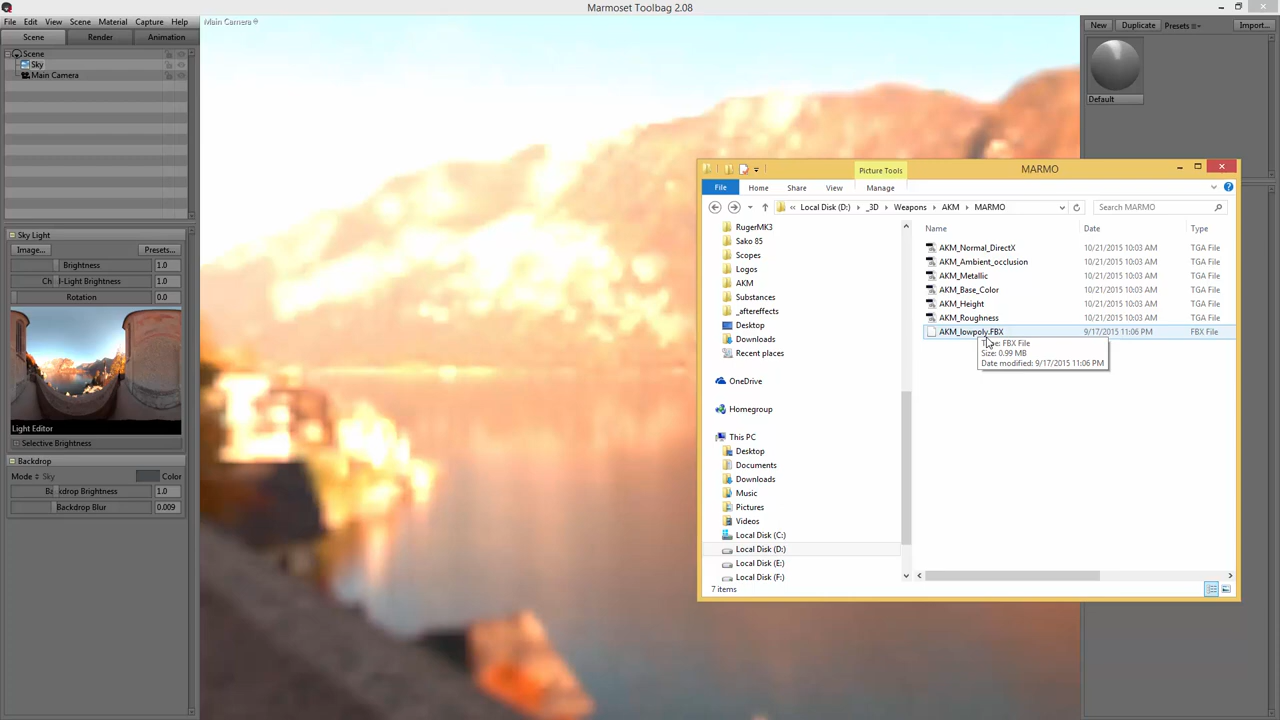 Marmoset Toolbag 2.08
File Edit View Scene Material Capture Help
Scene Render Animation
Main Camera
New Duplicate Presets Import...
Default
Scene
Sky
Main Camera
Sky Light
Image... Presets...
Brightness 1.0
Ch l-Light Brightness 1.0
Rotation 0.0
Light Editor
Selective Brightness
Backdrop
Mode Sky Color
Backdrop Brightness 1.0
Backdrop Blur 0.009
Picture Tools MARMO
File Home Share View Manage
« Local Disk (D:) _3D Weapons AKM MARMO
Search MARMO
RugerMK3
Sako 85
Scopes
Logos
AKM
Substances
_aftereffects
Desktop
Downloads
Recent places
OneDrive
Homegroup
This PC
Desktop
Documents
Downloads
Music
Pictures
Videos
Local Disk (C:)
Local Disk (D:)
Local Disk (E:)
Local Disk (F:)
Name Date Type
AKM_Normal_DirectX 10/21/2015 10:03 AM TGA File
AKM_Ambient_occlusion 10/21/2015 10:03 AM TGA File
AKM_Metallic 10/21/2015 10:03 AM TGA File
AKM_Base_Color 10/21/2015 10:03 AM TGA File
AKM_Height 10/21/2015 10:03 AM TGA File
AKM_Roughness 10/21/2015 10:03 AM TGA File
AKM_lowpoly.FBX 9/17/2015 11:06 PM FBX File
Type: FBX File
Size: 0.99 MB
Date modified: 9/17/2015 11:06 PM
7 items